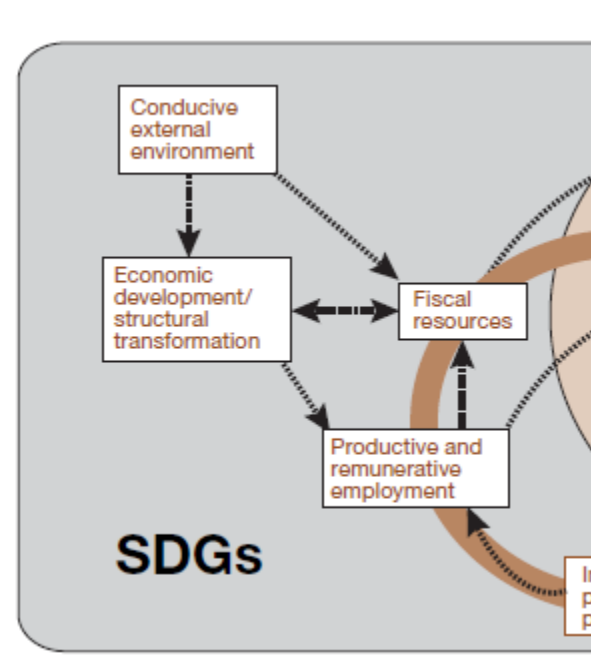 Conducive
external
environment
Economic
development/
structural
transformation
Fiscal
resources
Productive and
remunerative
employment
SDGs